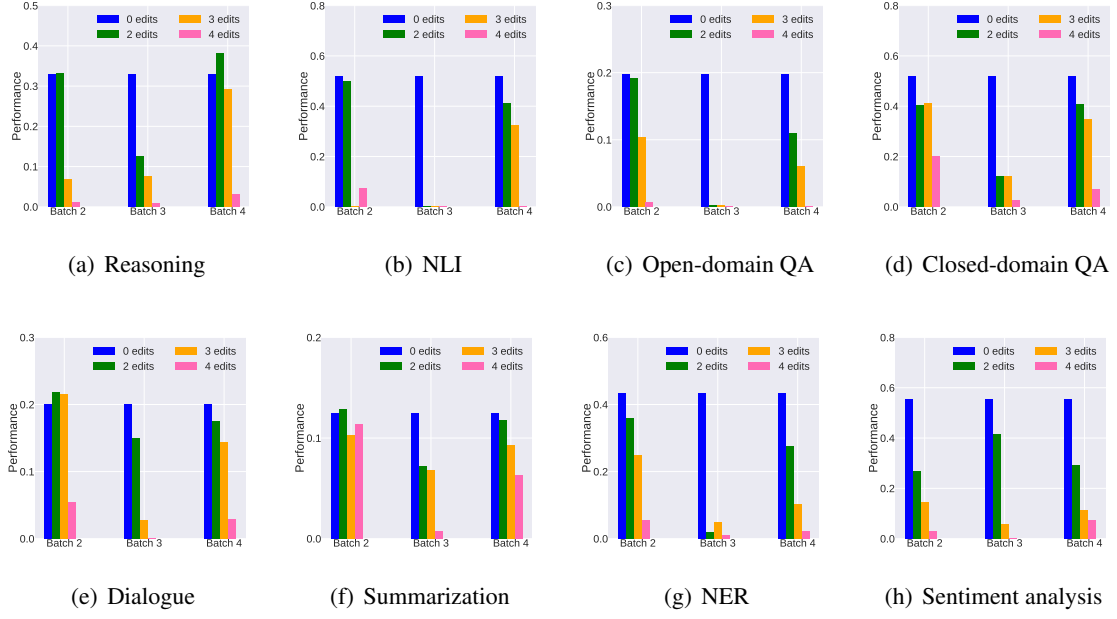 0.5
0.4
0.3
0.2
0.1
0.0
Performance
0 edits
2 edits
3 edits
4 edits
Batch 2
Batch 3
Batch 4
(a) Reasoning
0.8
0.6
0.4
0.2
0.0
Performance
0 edits
2 edits
3 edits
4 edits
Batch 2
Batch 3
Batch 4
(b) NLI
0.3
0.2
0.1
0.0
Performance
0 edits
2 edits
3 edits
4 edits
Batch 2
Batch 3
Batch 4
(c) Open-domain QA
0.8
0.6
0.4
0.2
0.0
Performance
0 edits
2 edits
3 edits
4 edits
Batch 2
Batch 3
Batch 4
(d) Closed-domain QA
0.3
0.2
0.1
0.0
Performance
0 edits
2 edits
3 edits
4 edits
Batch 2
Batch 3
Batch 4
(e) Dialogue
0.2
0.1
0.0
Performance
0 edits
2 edits
3 edits
4 edits
Batch 2
Batch 3
Batch 4
(f) Summarization
0.6
0.4
0.2
0.0
Performance
0 edits
2 edits
3 edits
4 edits
Batch 2
Batch 3
Batch 4
(g) NER
0.8
0.6
0.4
0.2
0.0
Performance
0 edits
2 edits
3 edits
4 edits
Batch 2
Batch 3
Batch 4
(h) Sentiment analysis